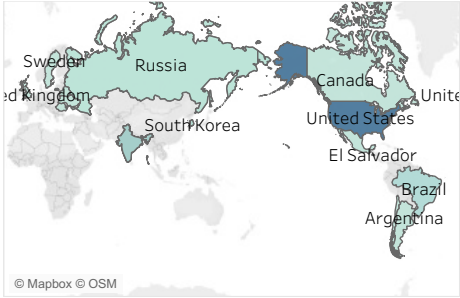 Sweden
Russia
Canada
ed Kingdom
Unite
South Korea
United States
El Salvador
Brazil
Argentina
© Mapbox © OSM